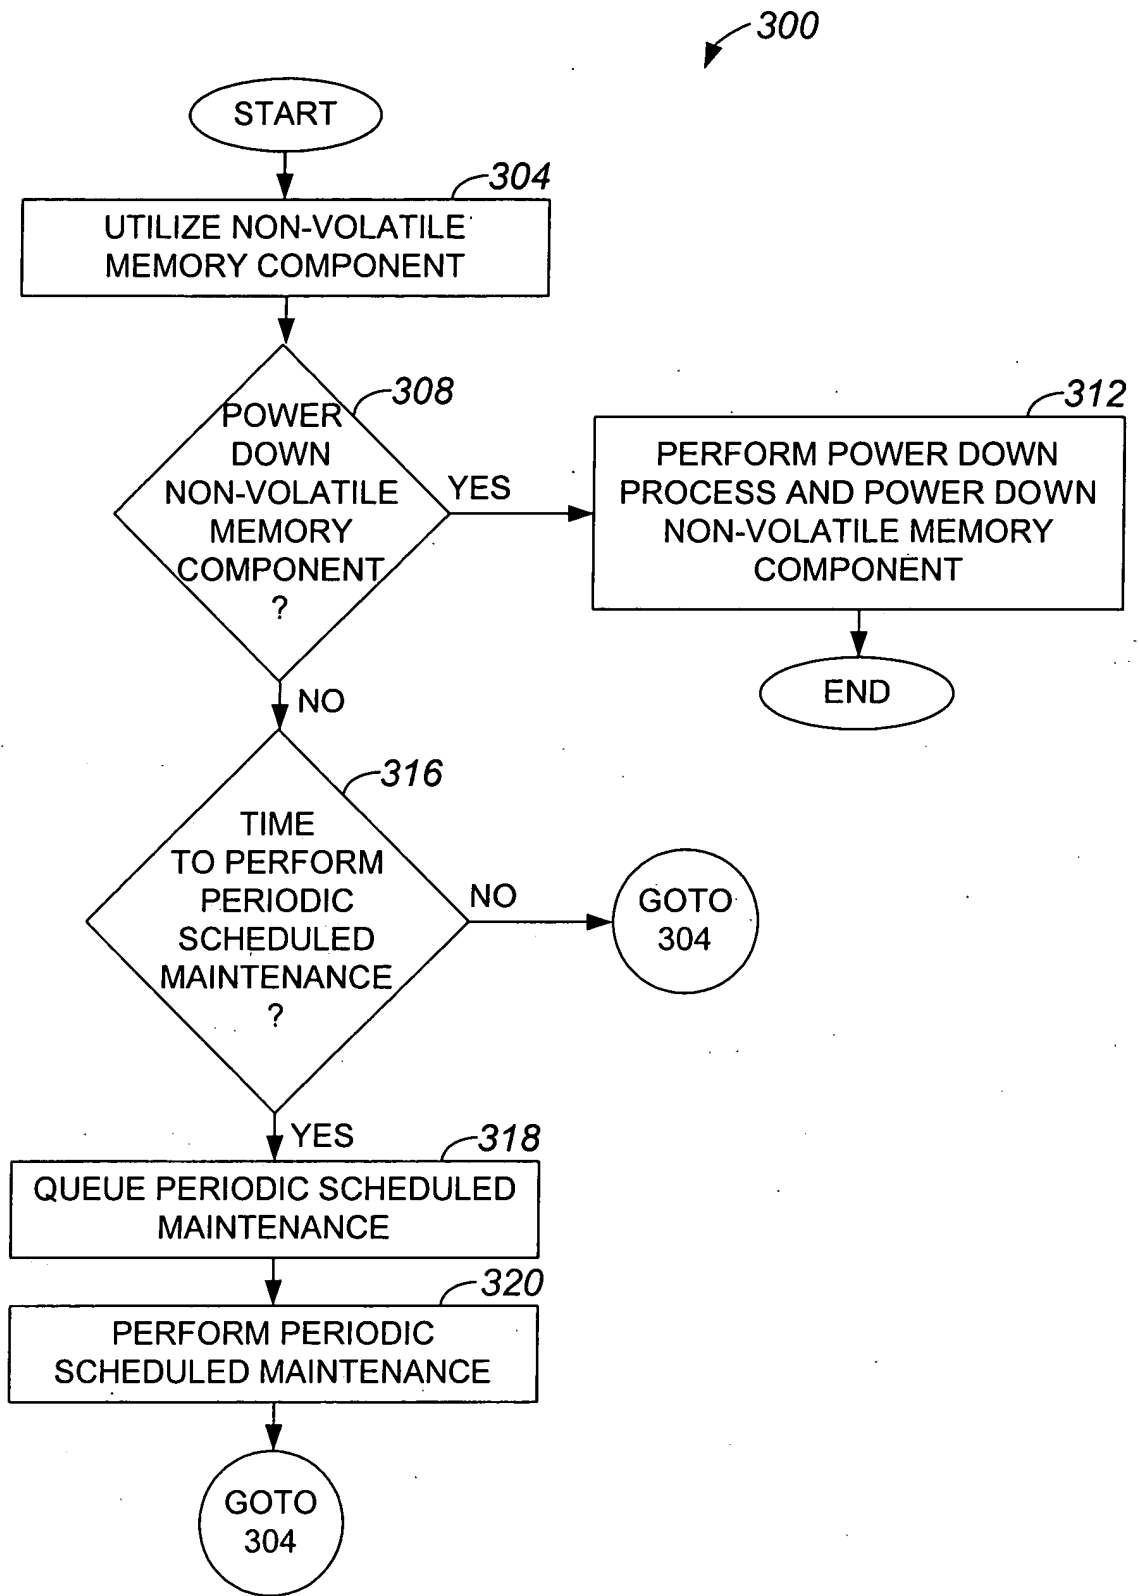 300
START
304
UTILIZE NON-VOLATILE
MEMORY COMPONENT
308
POWER
DOWN
NON-VOLATILE
MEMORY
COMPONENT
?
YES
312
PERFORM POWER DOWN
PROCESS AND POWER DOWN
NON-VOLATILE MEMORY
COMPONENT
END
NO
316
TIME
TO PERFORM
PERIODIC
SCHEDULED
MAINTENANCE
?
NO
GOTO
304
YES
318
QUEUE PERIODIC SCHEDULED
MAINTENANCE
320
PERFORM PERIODIC
SCHEDULED MAINTENANCE
GOTO
304